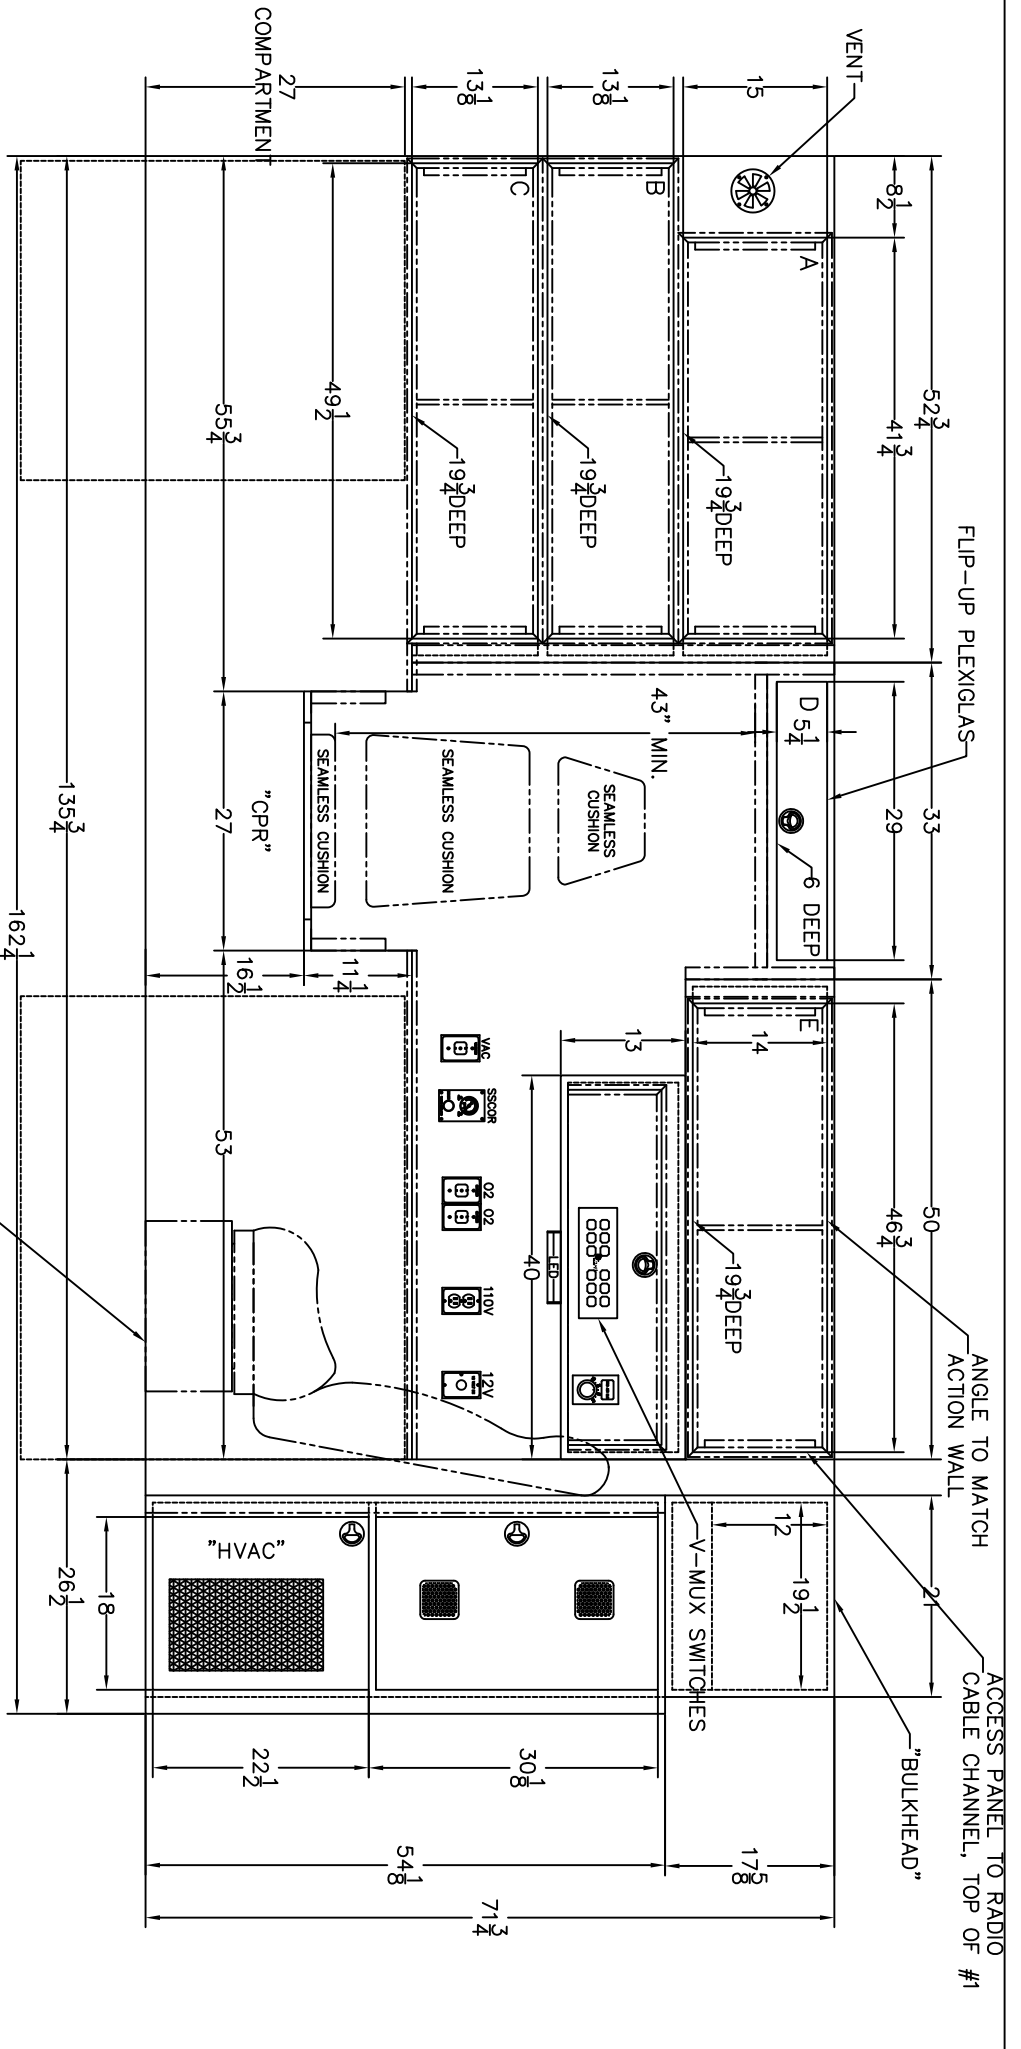 ACCESS PANEL TO RADIO
CABLE CHANNEL, TOP OF #1
ANGLE TO MATCH
ACTION WALL
FLIP-UP PLEXIGLAS
"BULKHEAD"
VENT
52 3/4
33
50
21
8 1/2
41 3/4
29
46 3/4
19 1/2
12
15
A
19 3/4 DEEP
D
5 1/4
6 DEEP
E
14
19 3/4 DEEP
17 5/8
71 3/4
13 1/8
B
19 3/4 DEEP
43" MIN.
SEAMLESS
CUSHION
13
V-MUX SWITCHES
LED
40
13 1/8
C
19 3/4 DEEP
SEAMLESS CUSHION
VAC
SSCOR
O2
O2
110V
12V
30 1/8
54 1/8
27
COMPARTMENT
49 1/2
SEAMLESS CUSHION
11 1/4
16 1/2
"HVAC"
22 1/2
"CPR"
55 3/4
27
53
18
135 3/4
26 1/2
162 1/4